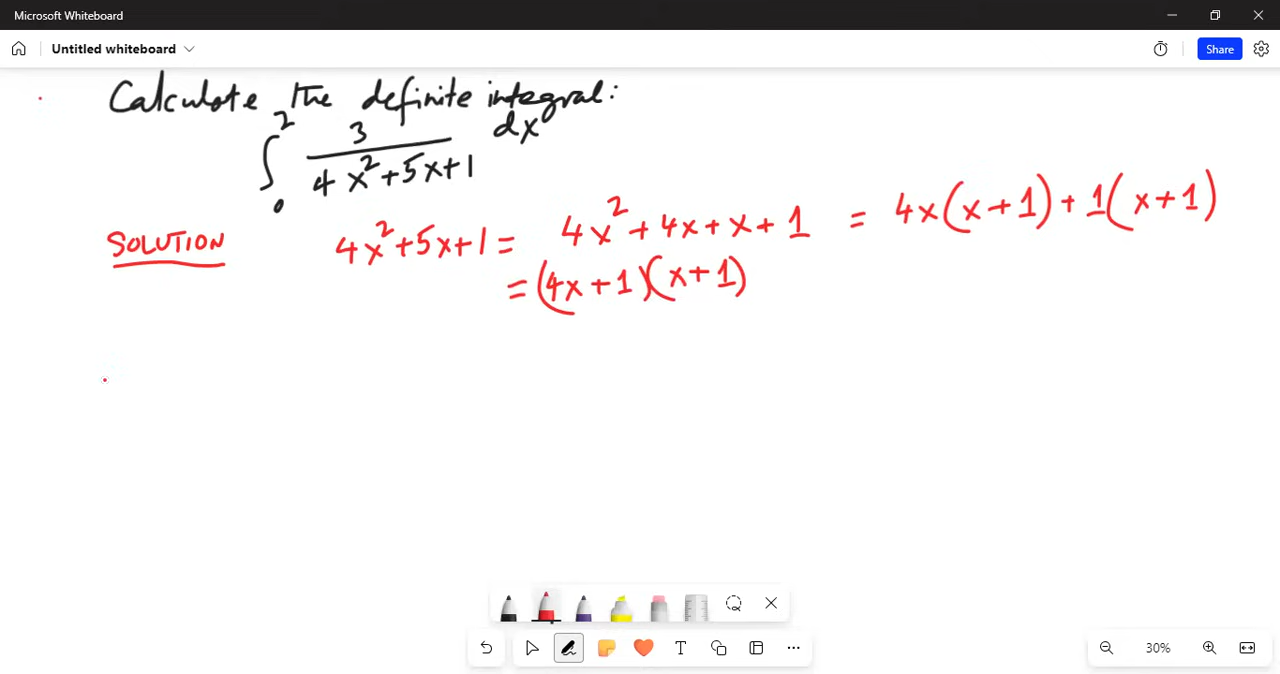 Microsoft Whiteboard
Untitled whiteboard
Share
Calculate the definite integral:
∫₀² 3/(4x²+5x+1) dx
SOLUTION 4x²+5x+1 = 4x²+4x+x+1 = 4x(x+1)+1(x+1)
=(4x+1)(x+1)
30%